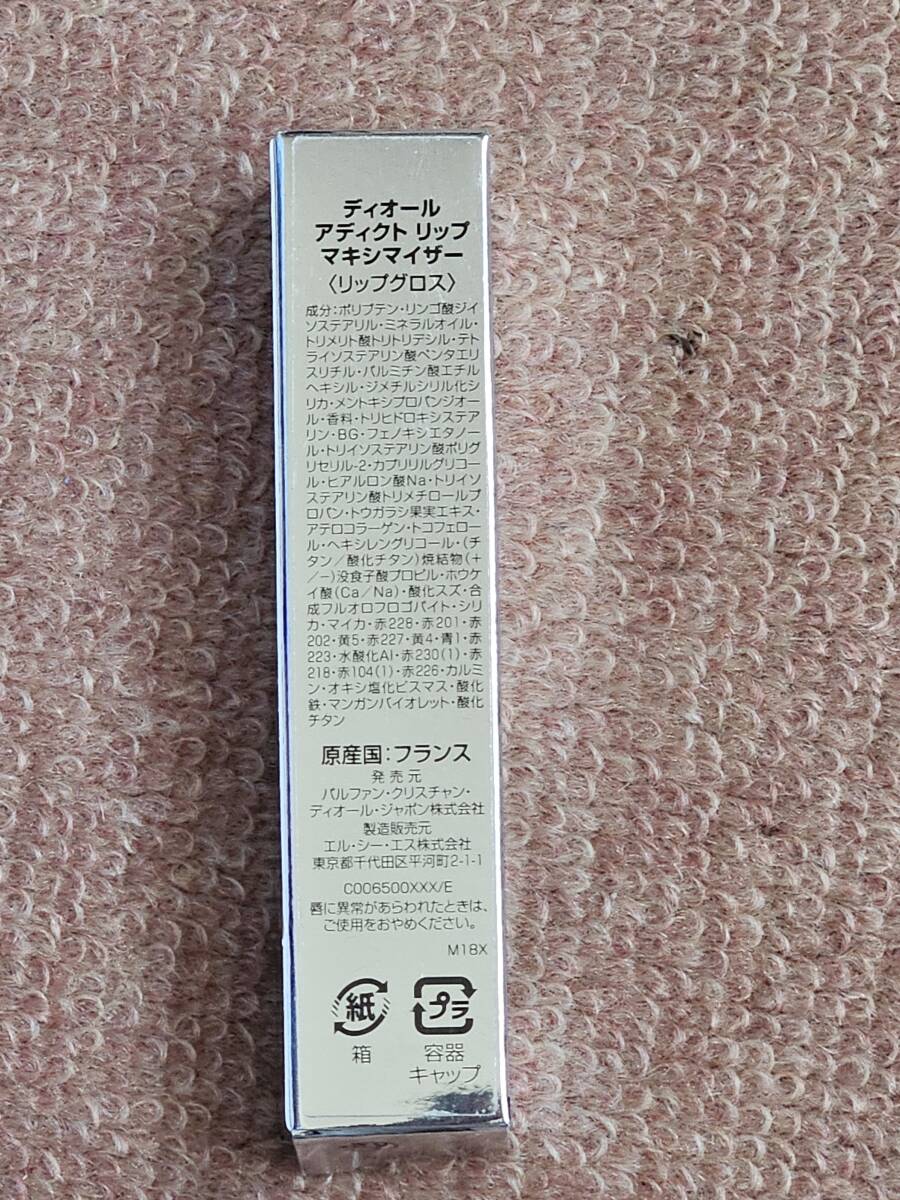 ディオール
アディクト リップ
マキシマイザー
〈リップグロス〉
成分：ポリブテン・リンゴ酸ジイ
ソステアリル・ミネラルオイル・
トリメリト酸トリトリデシル・テト
ライソステアリン酸ペンタエリ
スリチル・パルミチン酸エチル
ヘキシル・ジメチルシリル化シ
リカ・メントキシプロパンジオー
ル・香料・トリヒドロキシステア
リン・BG・フェノキシエタノー
ル・トリイソステアリン酸ポリグ
リセリル-2・カプリリルグリコー
ル・ヒアルロン酸Na・トリイソ
ステアリン酸トリメチロールプ
ロパン・トウガラシ果実エキス・
アテロコラーゲン・トコフェロー
ル・ヘキシレングリコール・(チ
タン／酸化チタン)焼結物(＋
／−)没食子酸プロピル・ホウケ
イ酸(Ca／Na)・酸化スズ・合
成フルオロフロゴパイト・シリ
カ・マイカ・赤228・赤201・赤
202・黄5・赤227・黄4・青1・赤
223・水酸化Al・赤230(1)・赤
218・赤104(1)・赤226・カルミ
ン・オキシ塩化ビスマス・酸化
鉄・マンガンバイオレット・酸化
チタン
原産国：フランス
発売元
パルファン・クリスチャン・
ディオール・ジャポン株式会社
製造販売元
エル・シー・エス株式会社
東京都千代田区平河町2-1-1
C006500XXX/E
唇に異常があらわれたときは、
ご使用をおやめください。
M18X
紙 プラ
箱 容器
キャップ